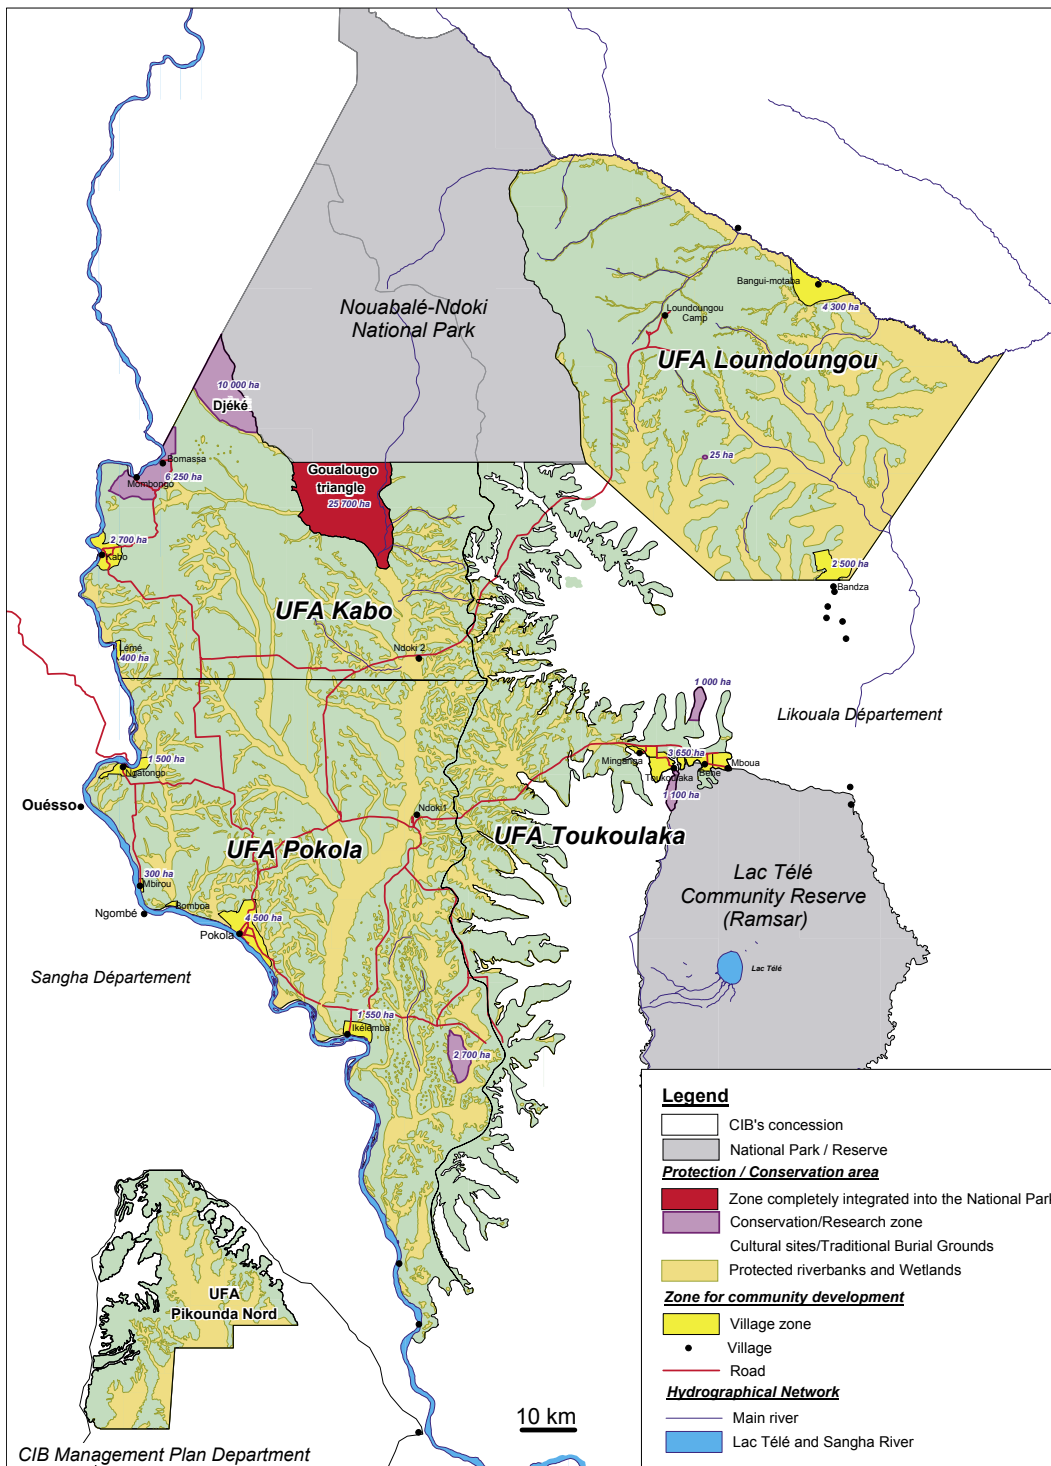 Nouabalé-Ndoki
National Park
Bangui-motaba
4 300 ha
Loundoungou
Camp
UFA Loundoungou
10 000 ha
Djéké
Bomassa
6 250 ha
Mombongo
Goualougo
triangle
25 700 ha
25 ha
2 700 ha
Kabo
2 500 ha
Bandza
UFA Kabo
Lémé
400 ha
Ndoki 2
1 000 ha
Likouala Département
1 500 ha
Ngatongo
Minganga
3 650 ha
Toukoulaka
Bene
Mboua
1 100 ha
Ouésso
Ndoki1
UFA Pokola
UFA Toukoulaka
300 ha
Mbirou
Ngombé
Bomboa
4 500 ha
Pokola
Lac Télé
Community Reserve
(Ramsar)
Lac Télé
Sangha Département
1 550 ha
Ikélemba
2 700 ha
UFA
Pikounda Nord
10 km
CIB Management Plan Department
Legend
CIB's concession
National Park / Reserve
Protection / Conservation area
Zone completely integrated into the National Park
Conservation/Research zone
Cultural sites/Traditional Burial Grounds
Protected riverbanks and Wetlands
Zone for community development
Village zone
Village
Road
Hydrographical Network
Main river
Lac Télé and Sangha River